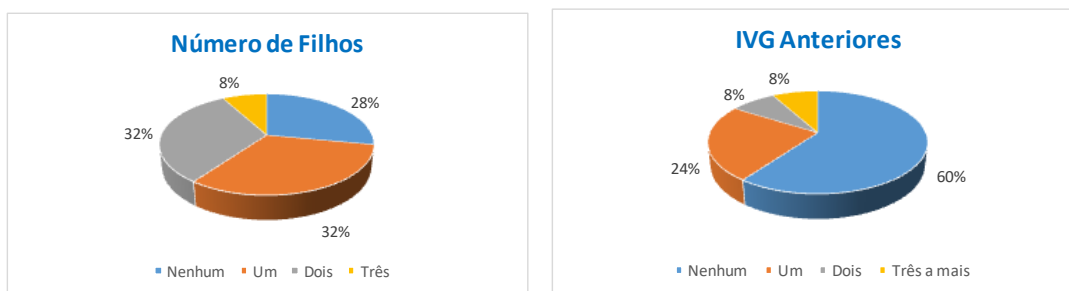 Número de Filhos
8%
28%
32%
32%
Nenhum Um Dois Três
IVG Anteriores
8%
8%
24%
60%
Nenhum Um Dois Três a mais